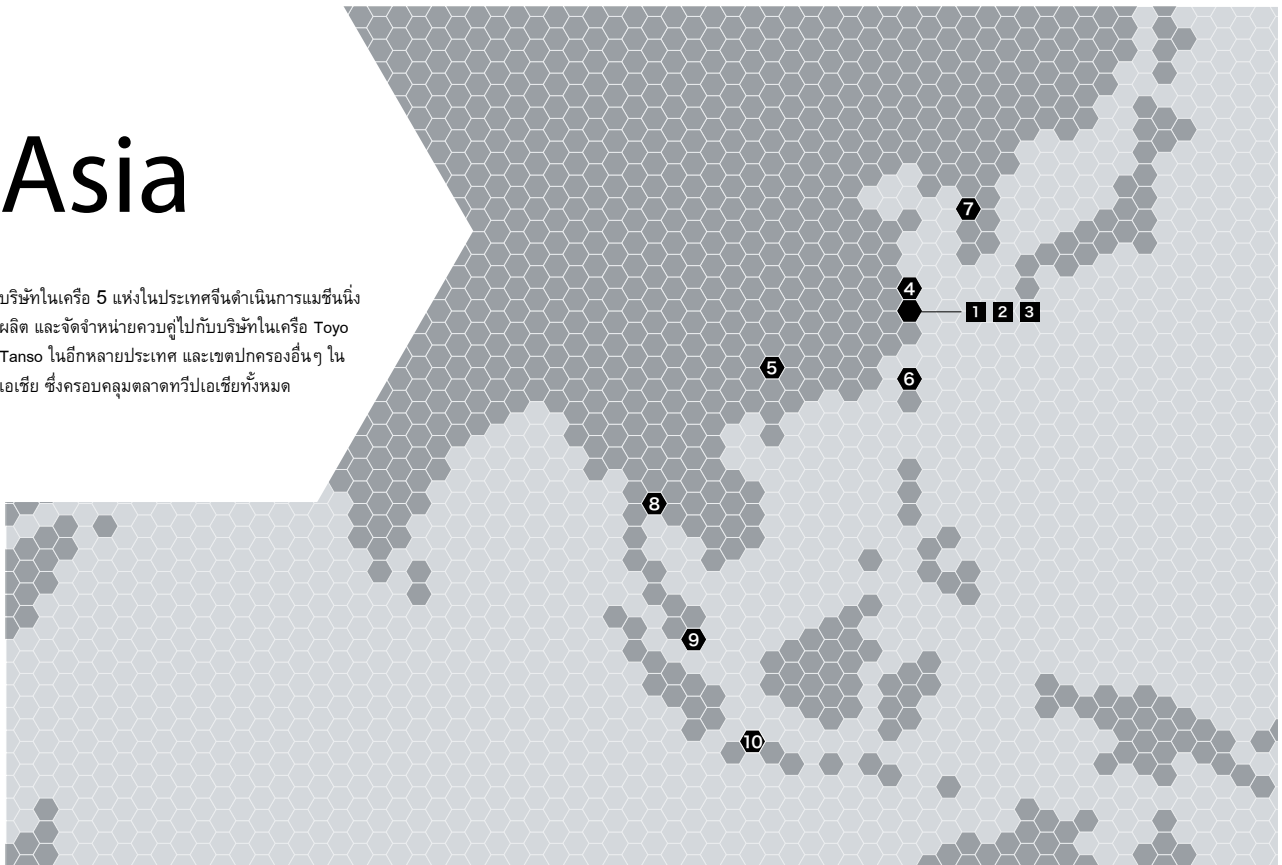 Asia
บริษัทในเครือ 5 แห่งในประเทศจีนดำเนินการแมชีนนิ่ง
ผลิต และจัดจำหน่ายควบคู่ไปกับบริษัทในเครือ Toyo
Tanso ในอีกหลายประเทศ และเขตปกครองอื่นๆ ใน
เอเชีย ซึ่งครอบคลุมตลาดทวีปเอเชียทั้งหมด
7
4
1 2 3
5
6
8
9
10